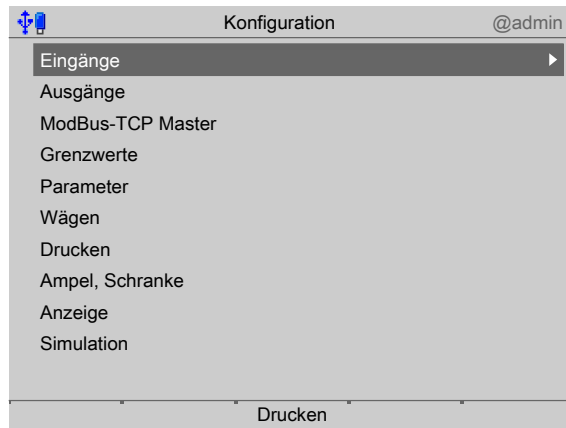 Konfiguration @admin
Eingänge
Ausgänge
ModBus-TCP Master
Grenzwerte
Parameter
Wägen
Drucken
Ampel, Schranke
Anzeige
Simulation
Drucken